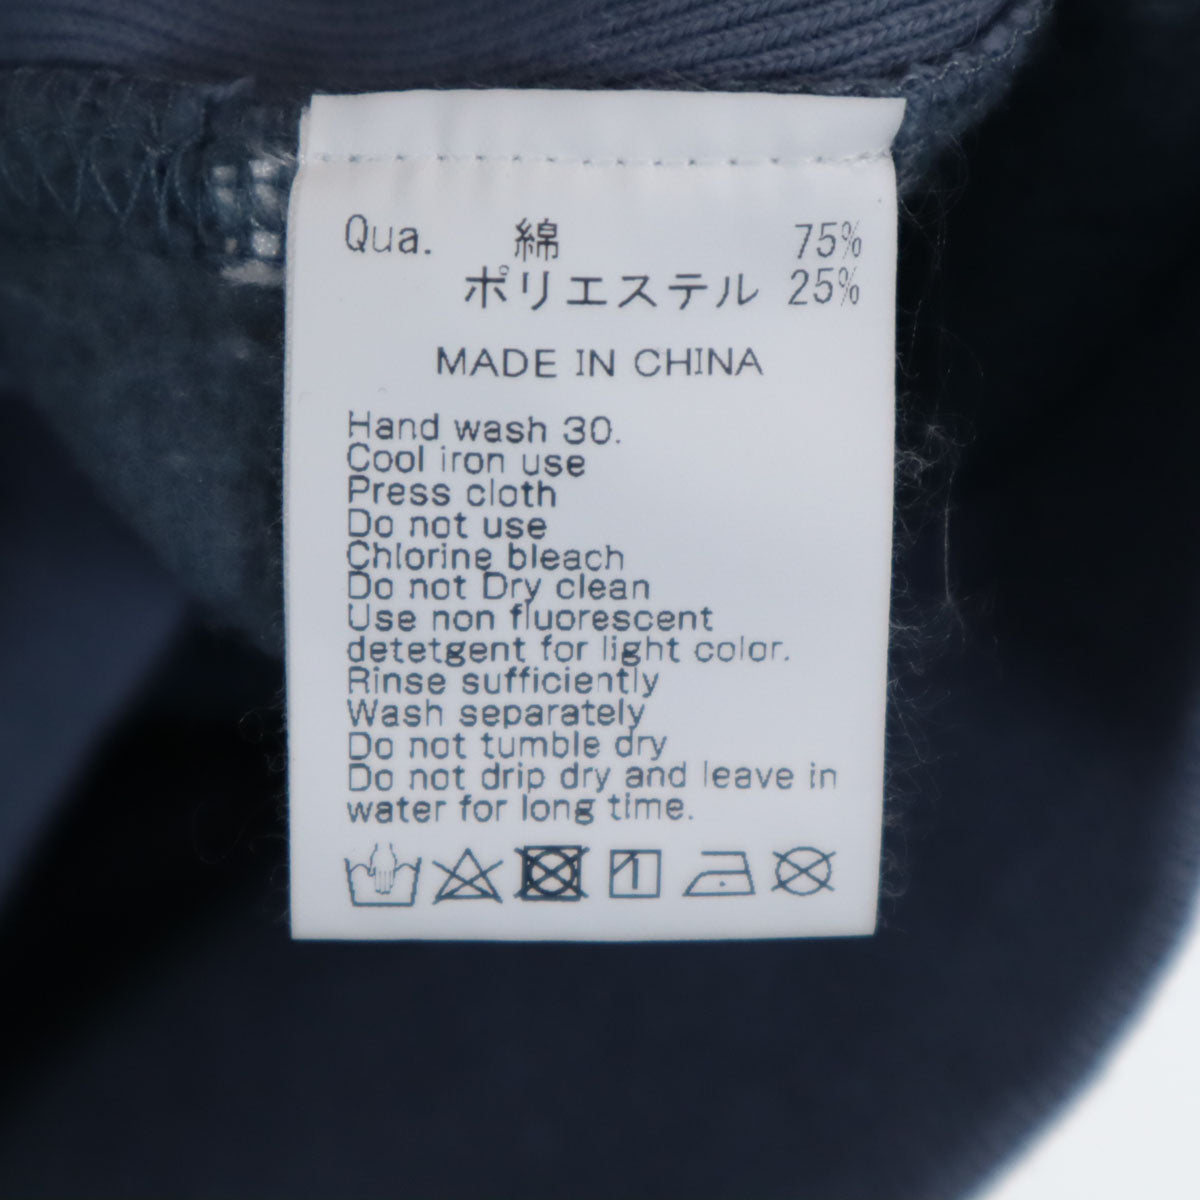 Qua. 綿 75%
ポリエステル 25%
MADE IN CHINA
Hand wash 30.
Cool iron use
Press cloth
Do not use
Chlorine bleach
Do not Dry clean
Use non fluorescent
detetgent for light color.
Rinse sufficiently
Wash separately
Do not tumble dry
Do not drip dry and leave in
water for long time.